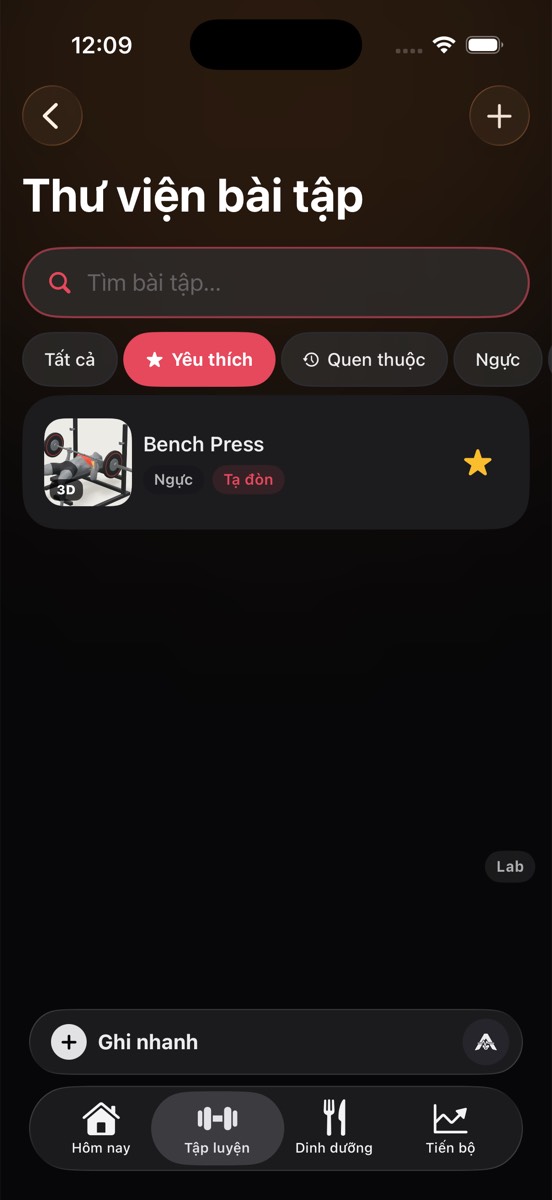 12:09
Thư viện bài tập
Tìm bài tập...
Tất cả
Yêu thích
Quen thuộc
Ngực
3D
Bench Press
Ngực
Tạ đòn
Lab
Ghi nhanh
Hôm nay
Tập luyện
Dinh dưỡng
Tiến bộ